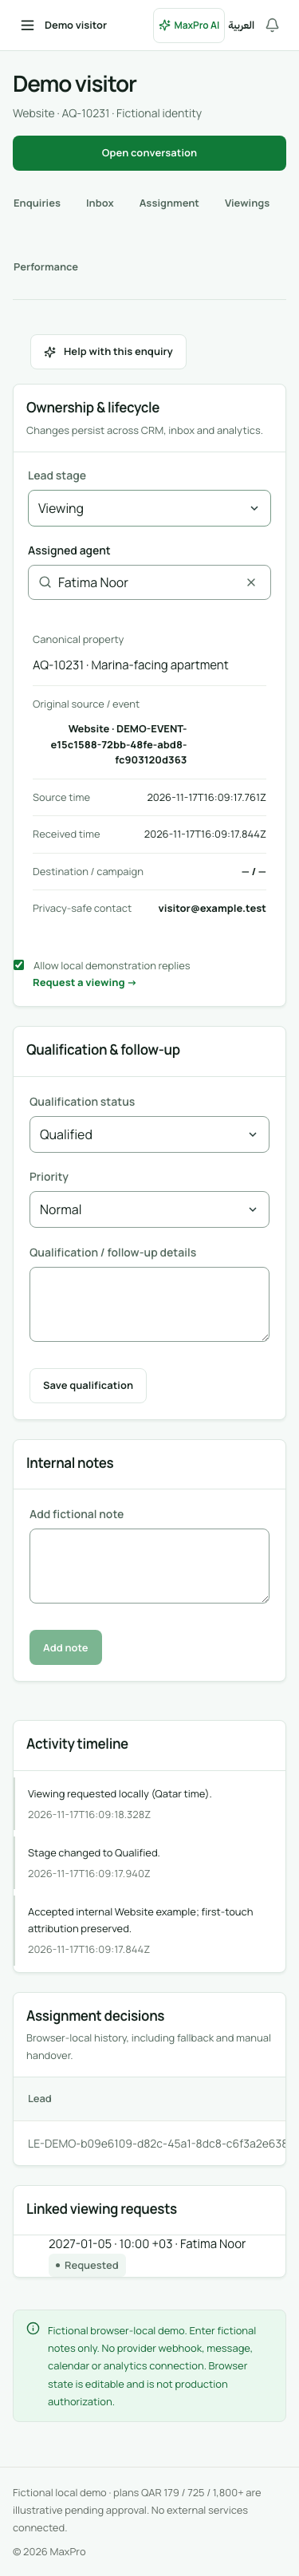 Demo visitor
MaxPro AI
العربية
Demo visitor
Website · AQ-10231 · Fictional identity
Open conversation
Enquiries Inbox Assignment Viewings
Performance
Help with this enquiry
Ownership & lifecycle
Changes persist across CRM, inbox and analytics.
Lead stage
Viewing
Assigned agent
Fatima Noor
Canonical property
AQ-10231 · Marina-facing apartment
Original source / event
Website · DEMO-EVENT-
e15c1588-72bb-48fe-abd8-
fc903120d363
Source time 2026-11-17T16:09:17.761Z
Received time 2026-11-17T16:09:17.844Z
Destination / campaign — / —
Privacy-safe contact visitor@example.test
Allow local demonstration replies
Request a viewing →
Qualification & follow-up
Qualification status
Qualified
Priority
Normal
Qualification / follow-up details
Save qualification
Internal notes
Add fictional note
Add note
Activity timeline
Viewing requested locally (Qatar time).
2026-11-17T16:09:18.328Z
Stage changed to Qualified.
2026-11-17T16:09:17.940Z
Accepted internal Website example; first-touch
attribution preserved.
2026-11-17T16:09:17.844Z
Assignment decisions
Browser-local history, including fallback and manual
handover.
Lead
LE-DEMO-b09e6109-d82c-45a1-8dc8-c6f3a2e638
Linked viewing requests
2027-01-05 · 10:00 +03 · Fatima Noor
Requested
Fictional browser-local demo. Enter fictional
notes only. No provider webhook, message,
calendar or analytics connection. Browser
state is editable and is not production
authorization.
Fictional local demo · plans QAR 179 / 725 / 1,800+ are
illustrative pending approval. No external services
connected.
© 2026 MaxPro